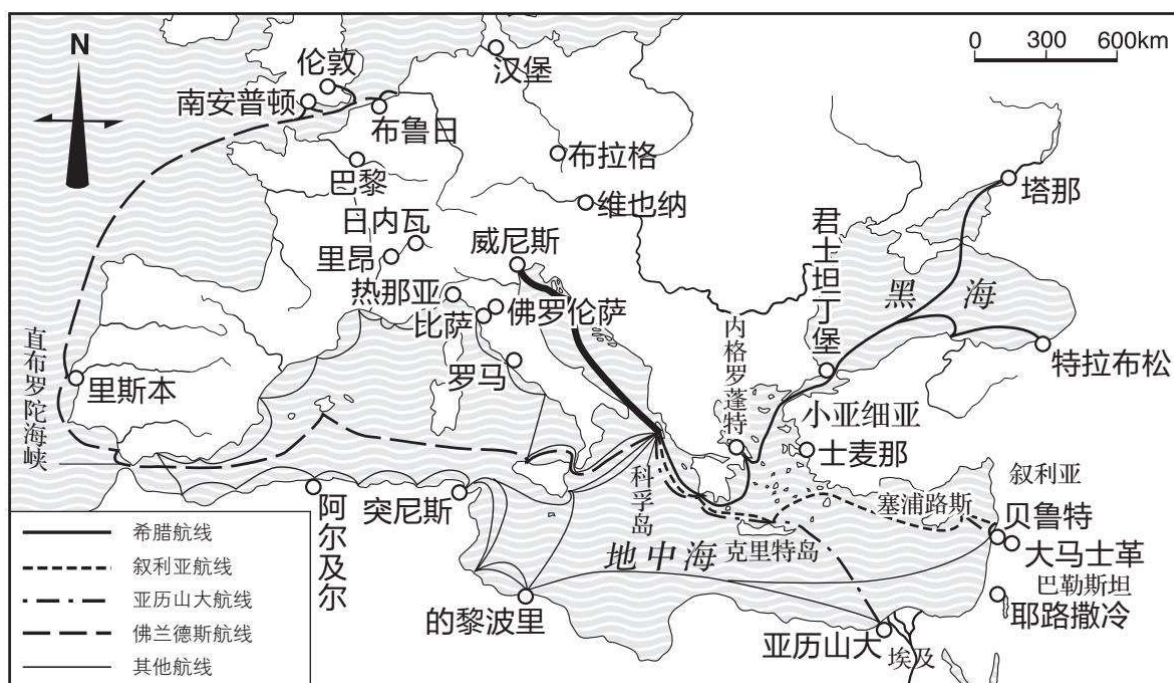 N
0 300 600km
伦敦
汉堡
南安普顿
布鲁日
布拉格
巴黎
塔那
维也纳
日内瓦
里昂
威尼斯
君士坦丁堡
黑海
热那亚
佛罗伦萨
比萨
内格罗蓬特
特拉布松
直布罗陀海峡
里斯本
罗马
小亚细亚
士麦那
叙利亚
科孚岛
塞浦路斯
突尼斯
贝鲁特
阿尔及尔
地中海
克里特岛
大马士革
巴勒斯坦
的黎波里
耶路撒冷
亚历山大
埃及
希腊航线
叙利亚航线
亚历山大航线
佛兰德斯航线
其他航线